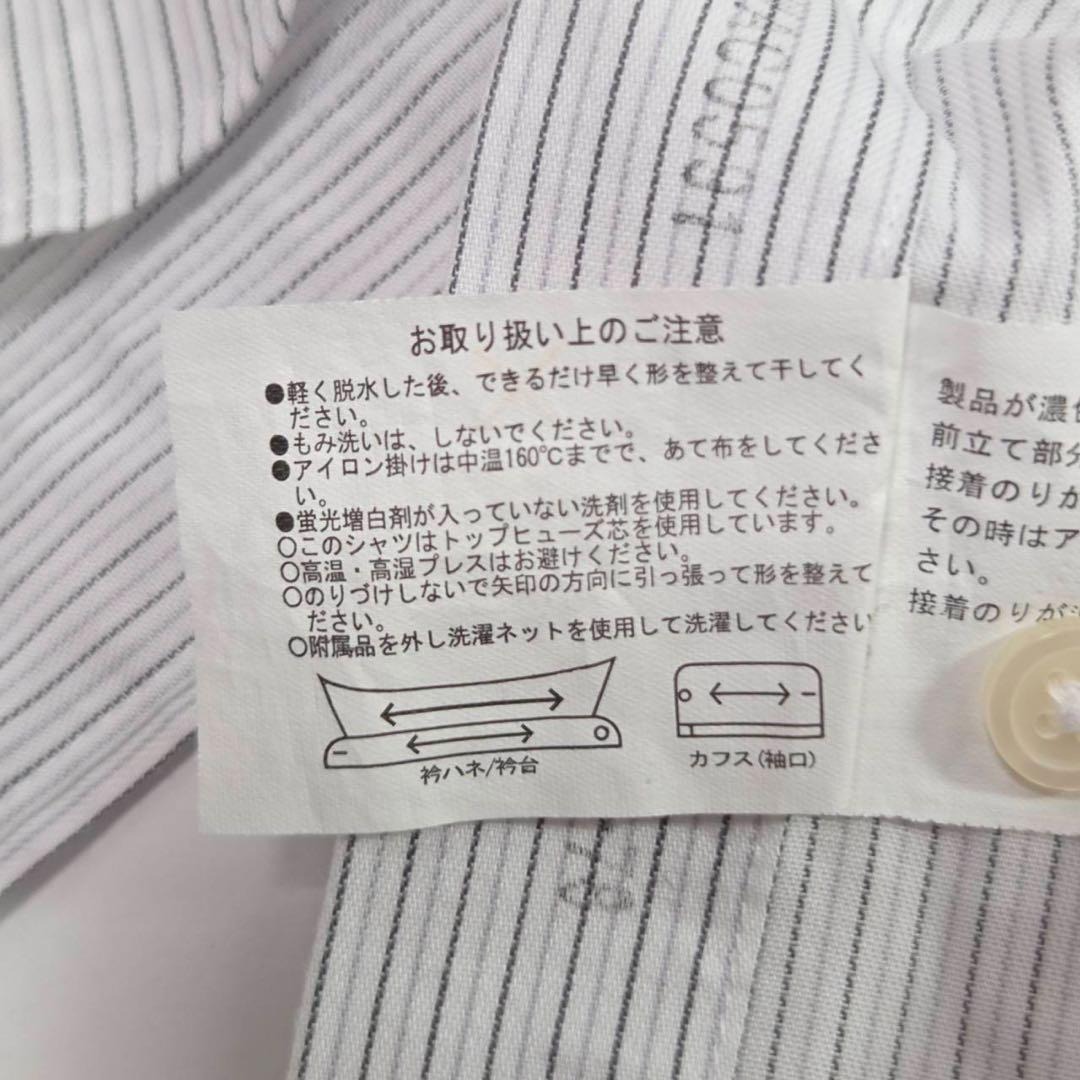 お取り扱い上のご注意
●軽く脱水した後、できるだけ早く形を整えて干してく
ださい。
●もみ洗いは、しないでください。
●アイロン掛けは中温160℃までで、あて布をしてくださ
い。
●蛍光増白剤が入っていない洗剤を使用してください。
○このシャツはトップヒューズ芯を使用しています。
○高温・高湿プレスはお避けください。
○のりづけしないで矢印の方向に引っ張って形を整えて
ださい。
○附属品を外し洗濯ネットを使用して洗濯してください
衿ハネ/衿台
カフス(袖口)
製品が濃
前立て部分
接着のりが
その時はア
さい。
接着のりが